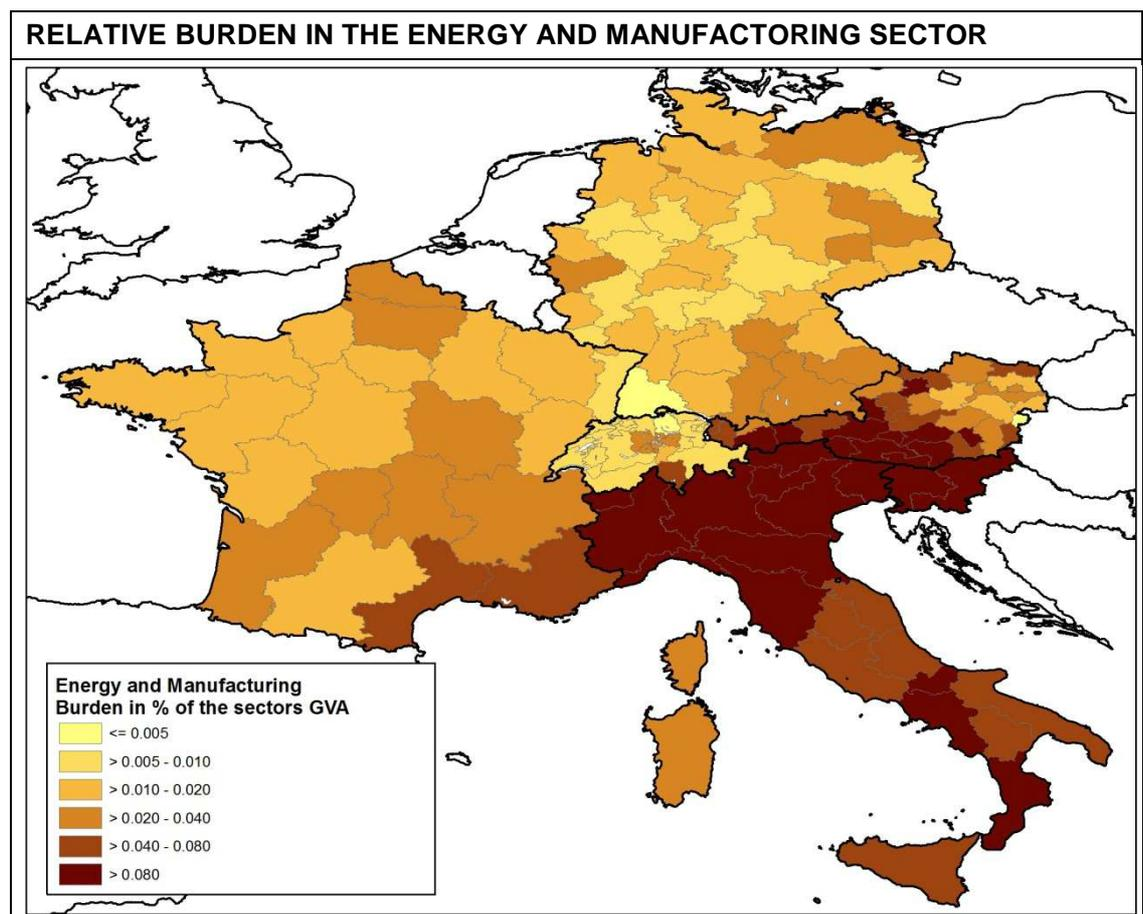 RELATIVE BURDEN IN THE ENERGY AND MANUFACTORING SECTOR
Energy and Manufacturing
Burden in % of the sectors GVA
<= 0.005
> 0.005 - 0.010
> 0.010 - 0.020
> 0.020 - 0.040
> 0.040 - 0.080
> 0.080